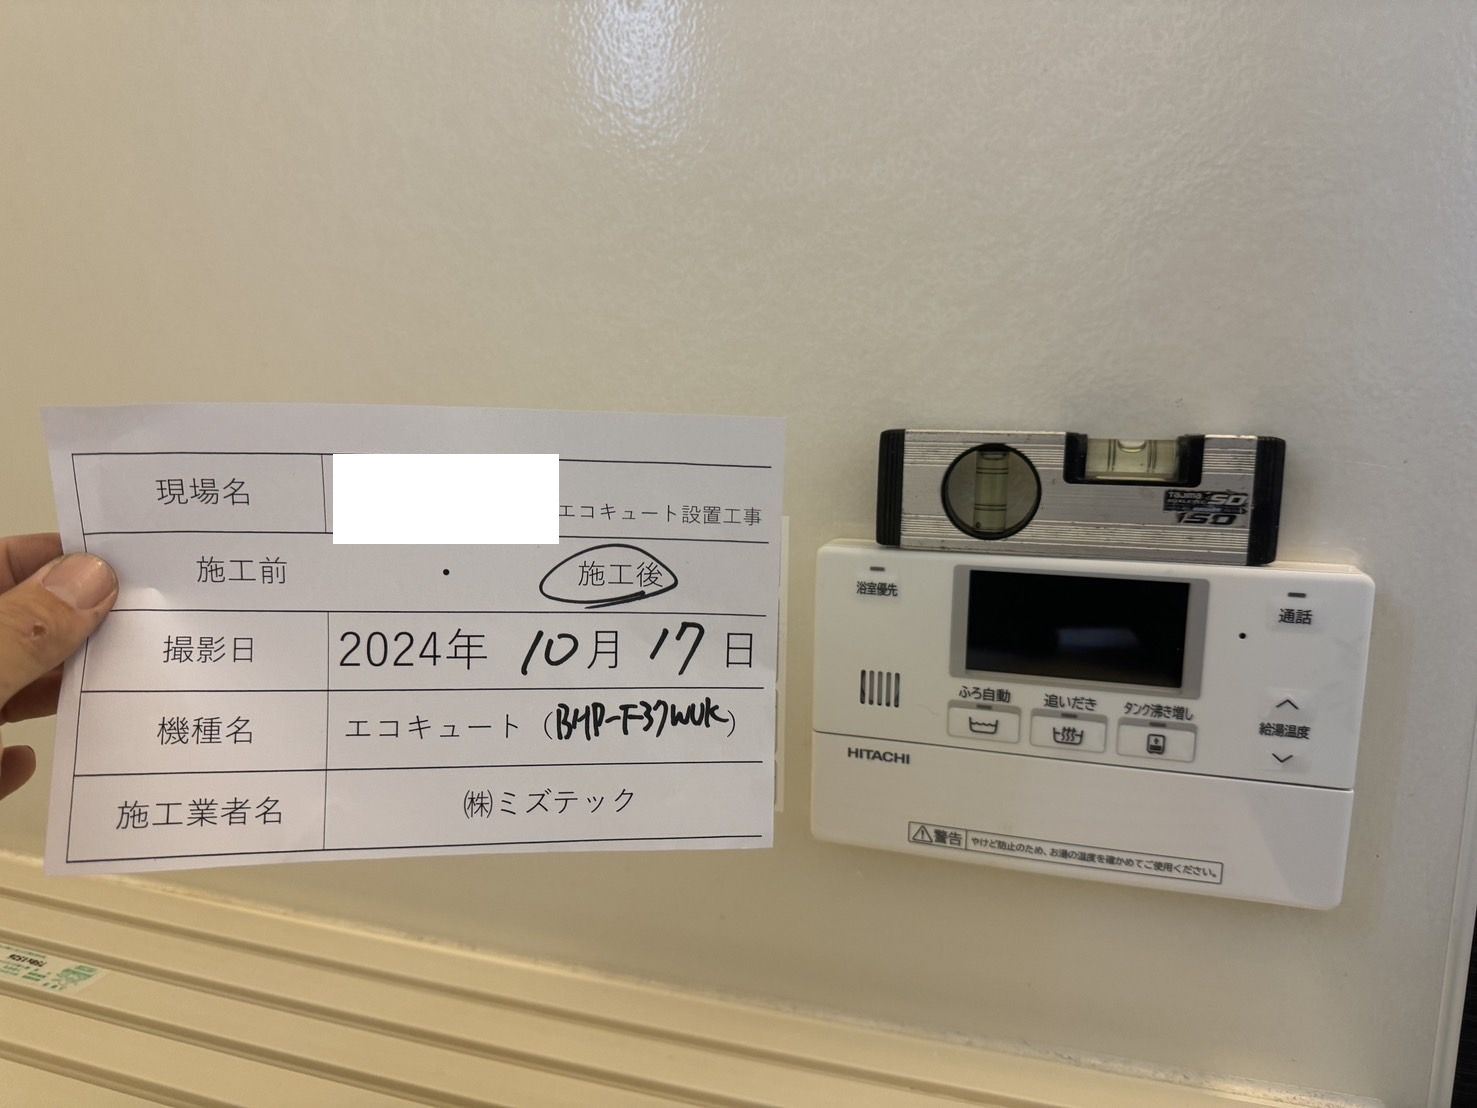 現場名
エコキュート設置工事
施工前 ・ 施工後
撮影日 2024年 10月 17日
機種名 エコキュート (BHP-F37WUK)
施工業者名 ㈱ミズテック
TAJIMA
SD
150
浴室優先
通話
ふろ自動 追いだき タンク沸き増し
給湯温度
HITACHI
警告 やけど防止のため、お湯の温度を確かめてご使用ください。